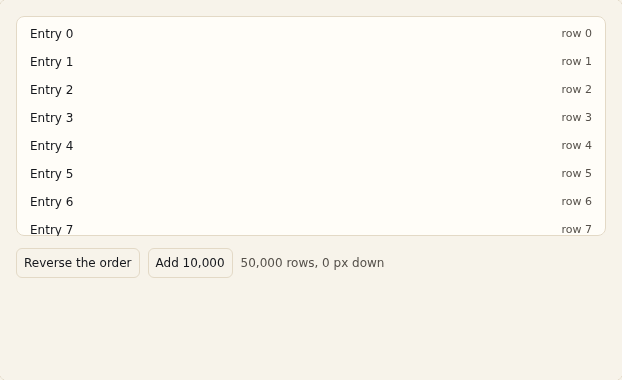 Entry 0 row 0
Entry 1 row 1
Entry 2 row 2
Entry 3 row 3
Entry 4 row 4
Entry 5 row 5
Entry 6 row 6
Entry 7 row 7
Reverse the order Add 10,000 50,000 rows, 0 px down